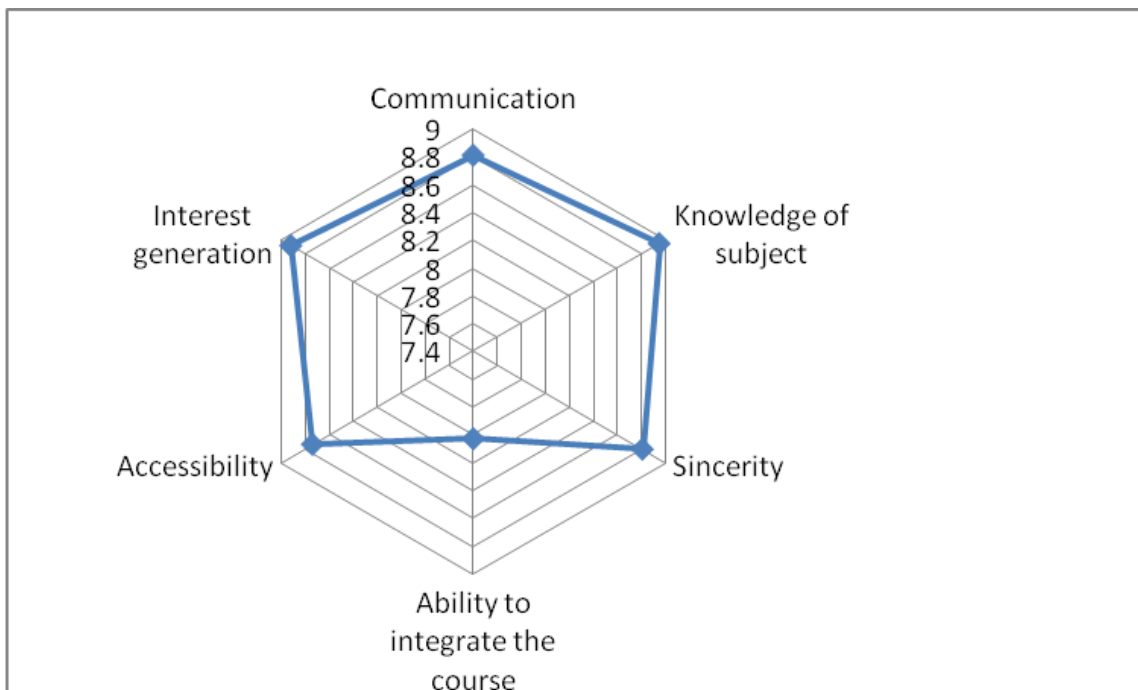 Communication
9
8.8
8.6
8.4
8.2
8
7.8
7.6
7.4
Knowledge of
subject
Sincerity
Ability to
integrate the
course
Accessibility
Interest
generation